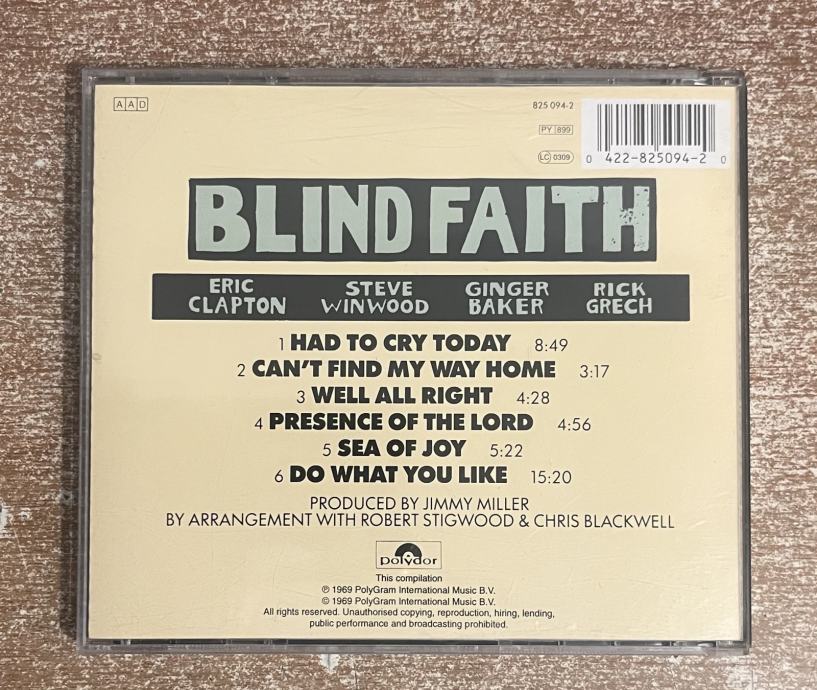 AAD
825 094-2
PY 899
LC 0309
0 422-825094-2 0
BLIND FAITH
ERIC CLAPTON STEVE WINWOOD GINGER BAKER RICK GRECH
1 HAD TO CRY TODAY 8:49
2 CAN'T FIND MY WAY HOME 3:17
3 WELL ALL RIGHT 4:28
4 PRESENCE OF THE LORD 4:56
5 SEA OF JOY 5:22
6 DO WHAT YOU LIKE 15:20
PRODUCED BY JIMMY MILLER
BY ARRANGEMENT WITH ROBERT STIGWOOD & CHRIS BLACKWELL
polydor
This compilation
℗ 1969 PolyGram International Music B.V.
© 1969 PolyGram International Music B.V.
All rights reserved. Unauthorised copying, reproduction, hiring, lending,
public performance and broadcasting prohibited.